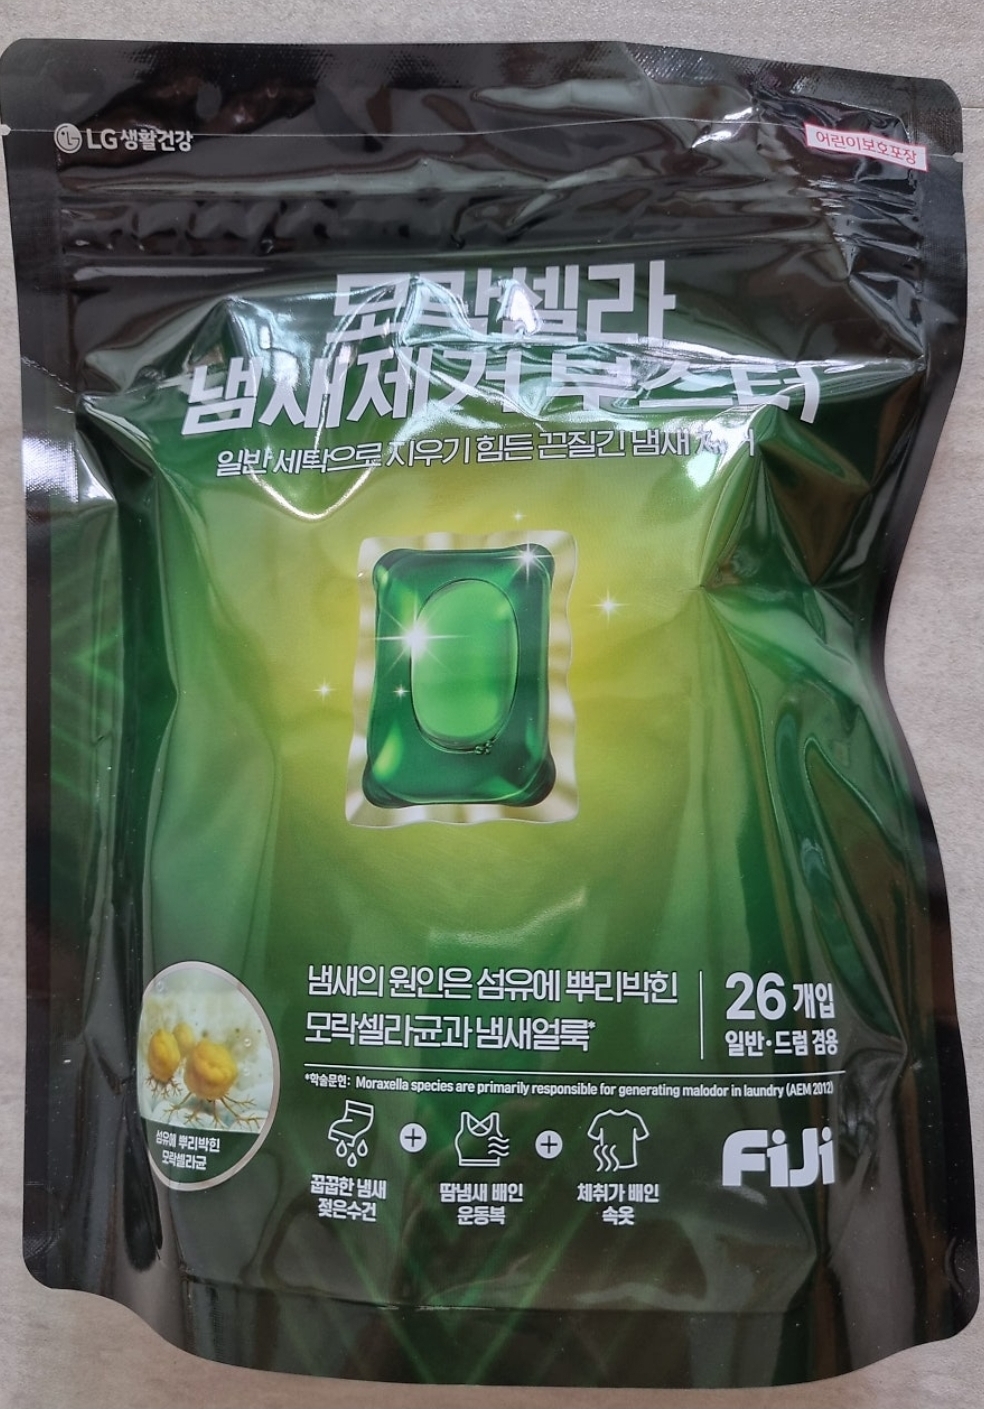 LG생활건강
어린이보호포장
모락셀라
냄새제거 부스터
일반 세탁으로 지우기 힘든 끈질긴 냄새 제거
냄새의 원인은 섬유에 뿌리박힌
모락셀라균과 냄새얼룩*
26개입
일반·드럼 겸용
*학술문헌: Moraxella species are primarily responsible for generating malodor in laundry (AEM 2012)
섬유에 뿌리박힌
모락셀라균
꿉꿉한 냄새
젖은수건
+
땀냄새 배인
운동복
+
체취가 배인
속옷
FiJi